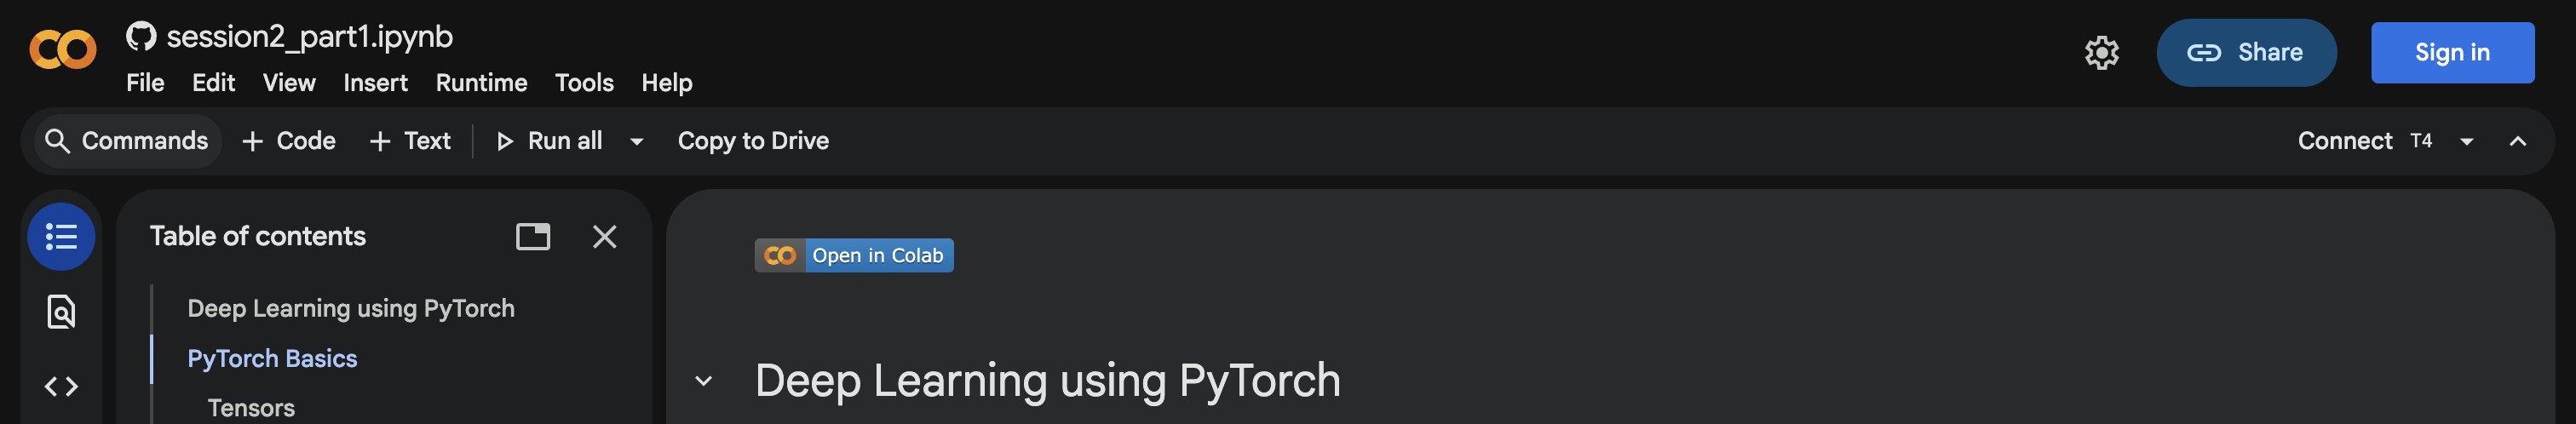 session2_part1.ipynb
File Edit View Insert Runtime Tools Help
Share
Sign in
Commands + Code + Text Run all Copy to Drive
Connect T4
Table of contents
Deep Learning using PyTorch
PyTorch Basics
Tensors
Open in Colab
Deep Learning using PyTorch